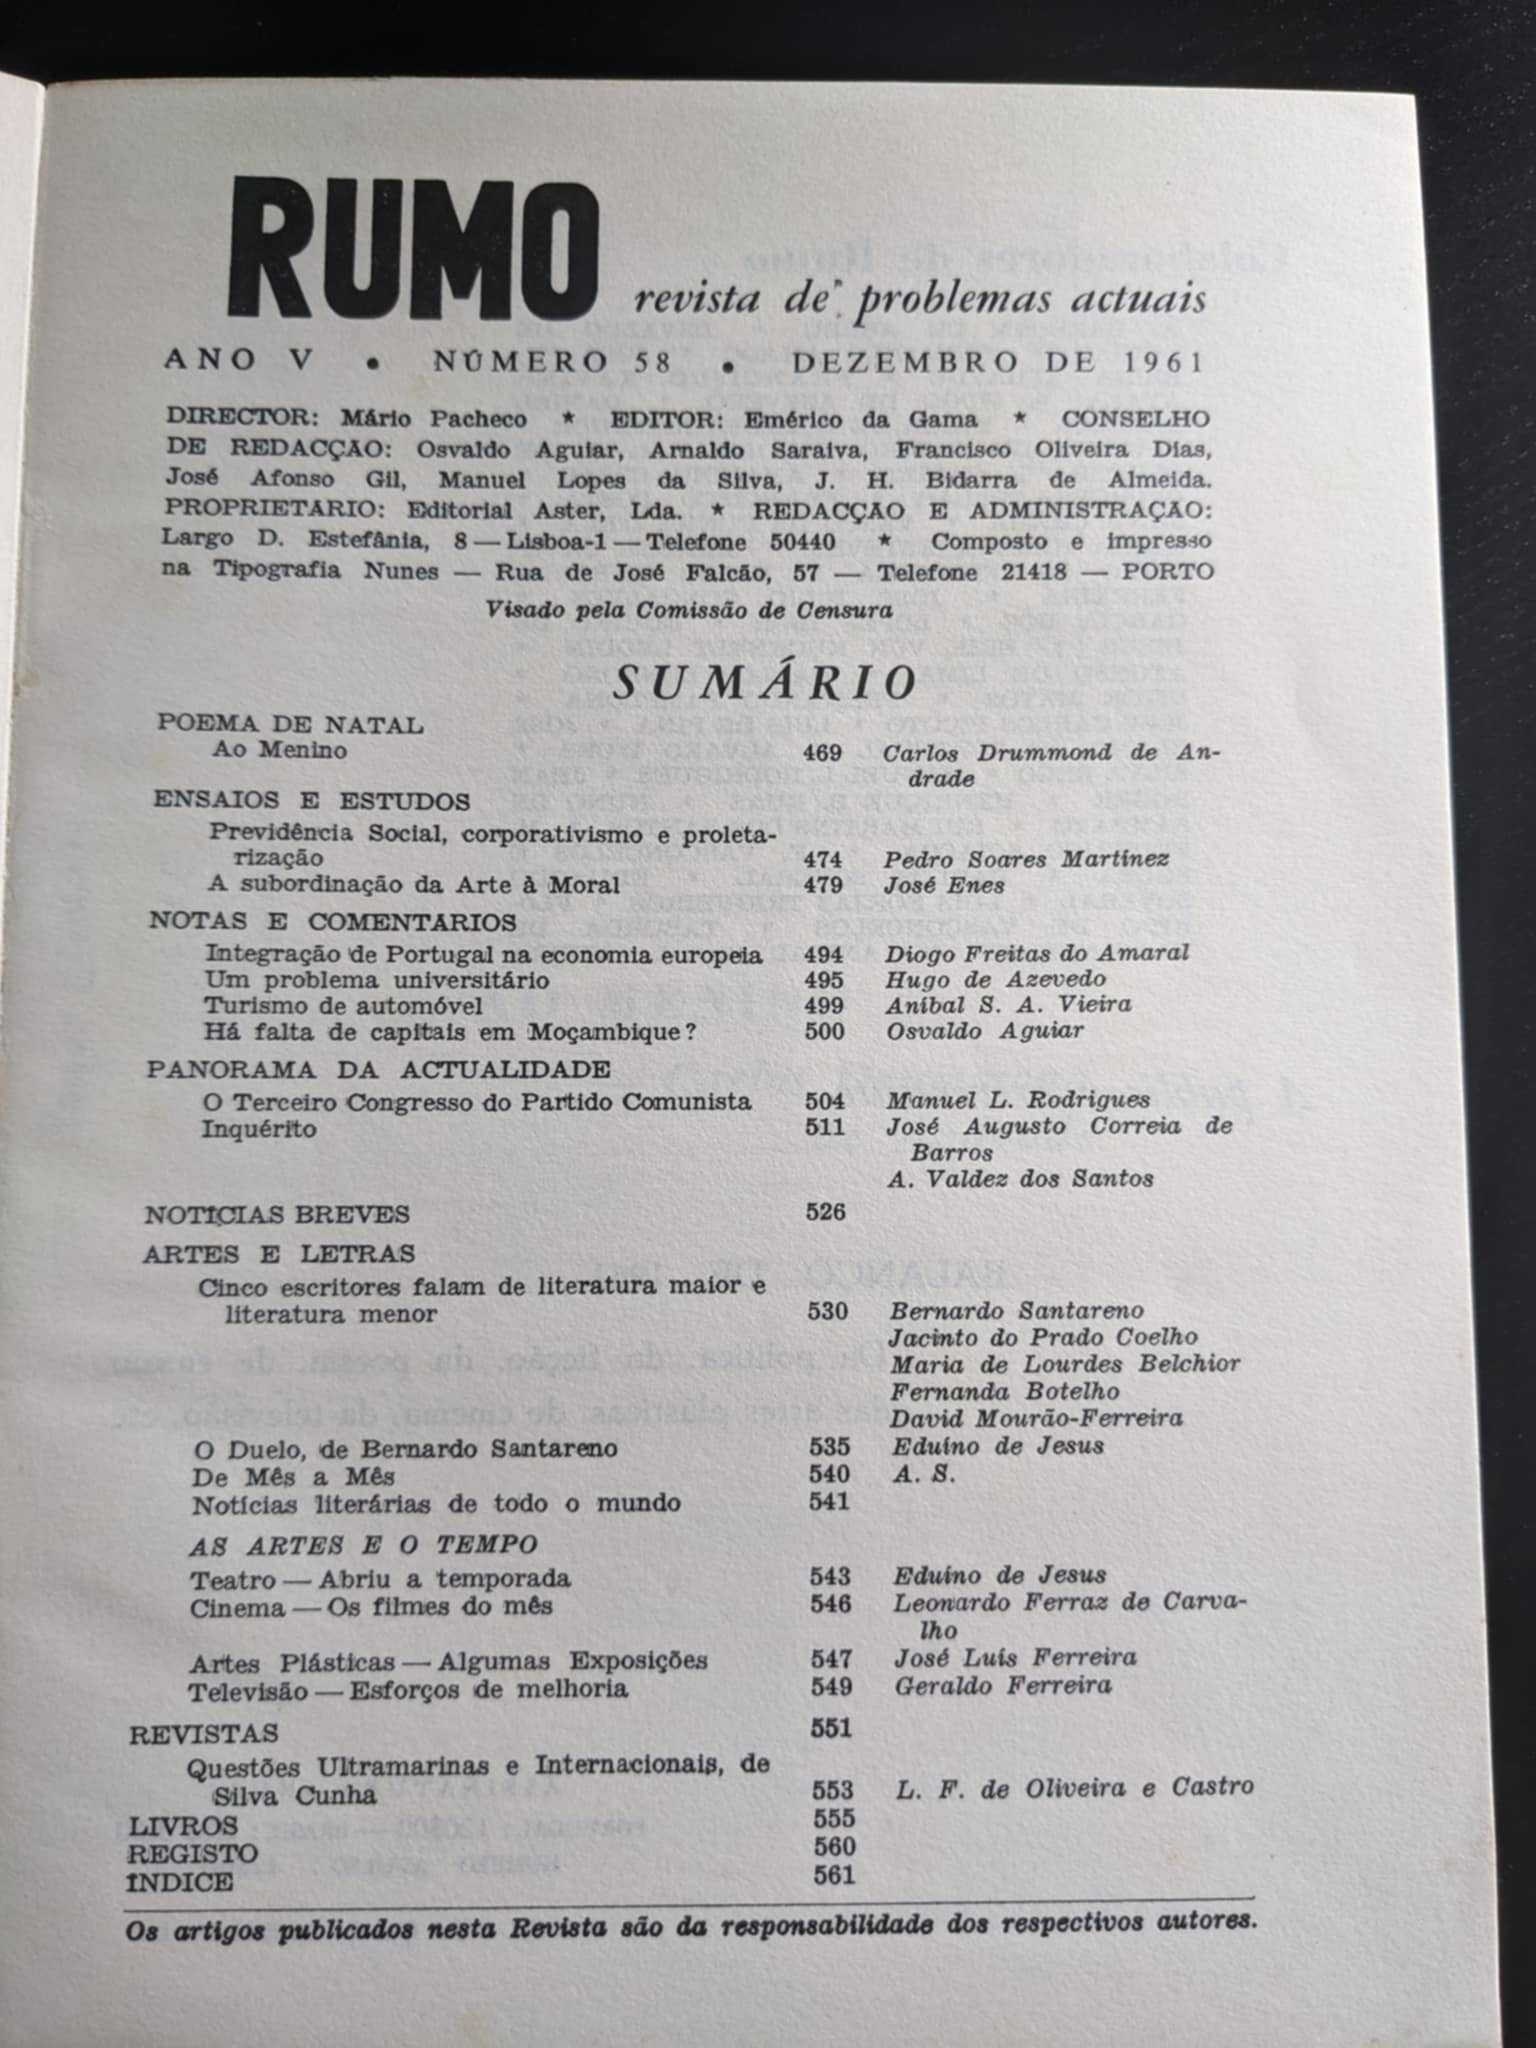 RUMO revista de problemas actuais
ANO V • NÚMERO 58 • DEZEMBRO DE 1961
DIRECTOR: Mário Pacheco ★ EDITOR: Emérico da Gama ★ CONSELHO
DE REDACÇÃO: Osvaldo Aguiar, Arnaldo Saraiva, Francisco Oliveira Dias,
José Afonso Gil, Manuel Lopes da Silva, J. H. Bidarra de Almeida.
PROPRIETARIO: Editorial Aster, Lda. ★ REDACÇÃO E ADMINISTRAÇÃO:
Largo D. Estefânia, 8 — Lisboa-1 — Telefone 50440 ★ Composto e impresso
na Tipografia Nunes — Rua de José Falcão, 57 — Telefone 21418 — PORTO
Visado pela Comissão de Censura
SUMÁRIO
POEMA DE NATAL
Ao Menino 469 Carlos Drummond de An-
drade
ENSAIOS E ESTUDOS
Previdência Social, corporativismo e proleta-
rização 474 Pedro Soares Martínez
A subordinação da Arte à Moral 479 José Enes
NOTAS E COMENTARIOS
Integração de Portugal na economia europeia 494 Diogo Freitas do Amaral
Um problema universitário 495 Hugo de Azevedo
Turismo de automóvel 499 Aníbal S. A. Vieira
Há falta de capitais em Moçambique? 500 Osvaldo Aguiar
PANORAMA DA ACTUALIDADE
O Terceiro Congresso do Partido Comunista 504 Manuel L. Rodrigues
Inquérito 511 José Augusto Correia de
Barros
A. Valdez dos Santos
NOTÍCIAS BREVES 526
ARTES E LETRAS
Cinco escritores falam de literatura maior e
literatura menor 530 Bernardo Santareno
Jacinto do Prado Coelho
Maria de Lourdes Belchior
Fernanda Botelho
David Mourão-Ferreira
O Duelo, de Bernardo Santareno 535 Eduíno de Jesus
De Mês a Mês 540 A. S.
Notícias literárias de todo o mundo 541
AS ARTES E O TEMPO
Teatro — Abriu a temporada 543 Eduíno de Jesus
Cinema — Os filmes do mês 546 Leonardo Ferraz de Carva-
lho
Artes Plásticas — Algumas Exposições 547 José Luís Ferreira
Televisão — Esforços de melhoria 549 Geraldo Ferreira
REVISTAS 551
Questões Ultramarinas e Internacionais, de
Silva Cunha 553 L. F. de Oliveira e Castro
LIVROS 555
REGISTO 560
ÍNDICE 561
Os artigos publicados nesta Revista são da responsabilidade dos respectivos autores.